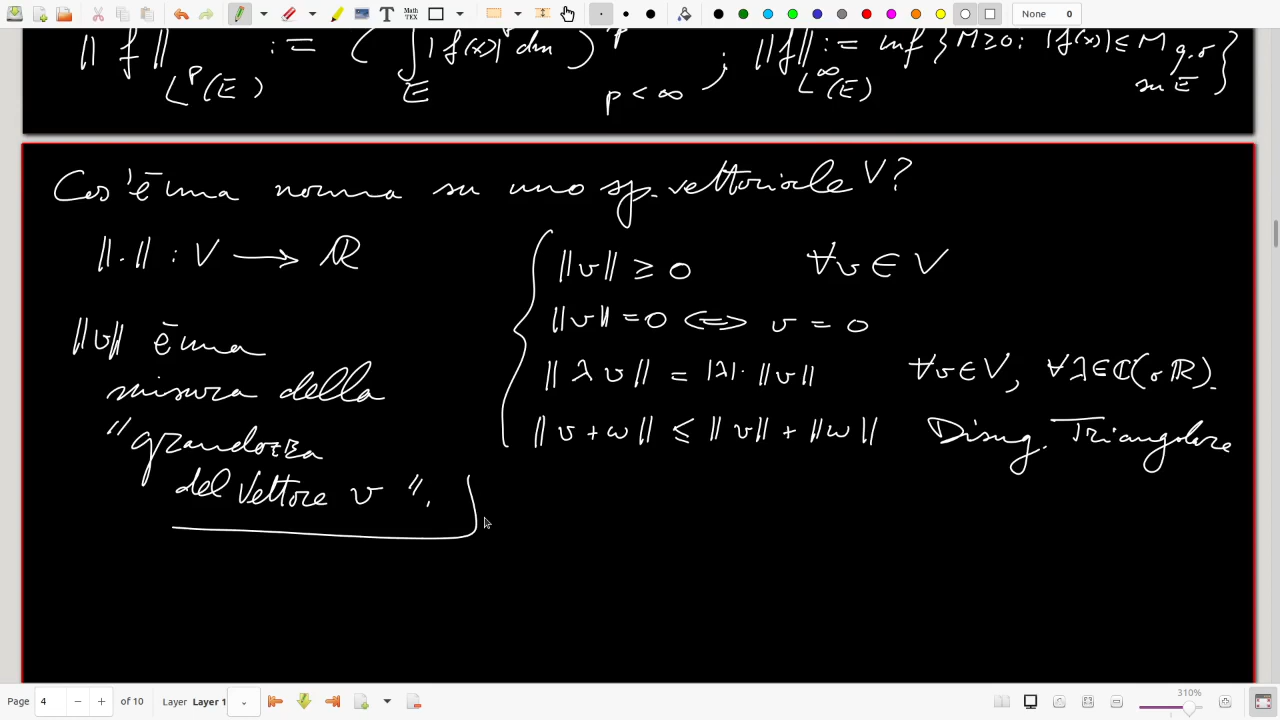 None 0
‖f‖_{L^p(E)} := ( ∫_E |f(x)|^p dm )^{1/p} p < ∞ ; ‖f‖_{L^∞(E)} := inf { M ≥ 0 : |f(x)| ≤ M q.o su E }
Cos'è una norma su uno sp. vettoriale V?
‖·‖ : V ⟶ ℝ
‖v‖ è una
misura della
"grandezza
del vettore v ".
‖v‖ ≥ 0 ∀v ∈ V
‖v‖ = 0 ⟺ v = 0
‖λv‖ = |λ|·‖v‖ ∀v ∈ V, ∀λ ∈ ℂ (o ℝ).
‖v + w‖ ≤ ‖v‖ + ‖w‖ Disug. Triangolare
Page 4 of 10 Layer Layer 1 310%